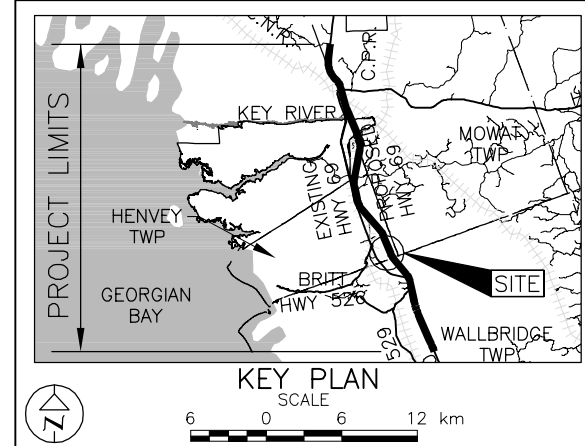 C.N.R.
C.P.R.
PROJECT LIMITS
KEY RIVER
MOWAT
TWP
EXISTING
HWY 69
PROPOSED
HWY 69
HENVEY
TWP
BRITT
HWY 526
SITE
GEORGIAN
BAY
529
WALLBRIDGE
TWP
KEY PLAN
SCALE
N
6 0 6 12 km